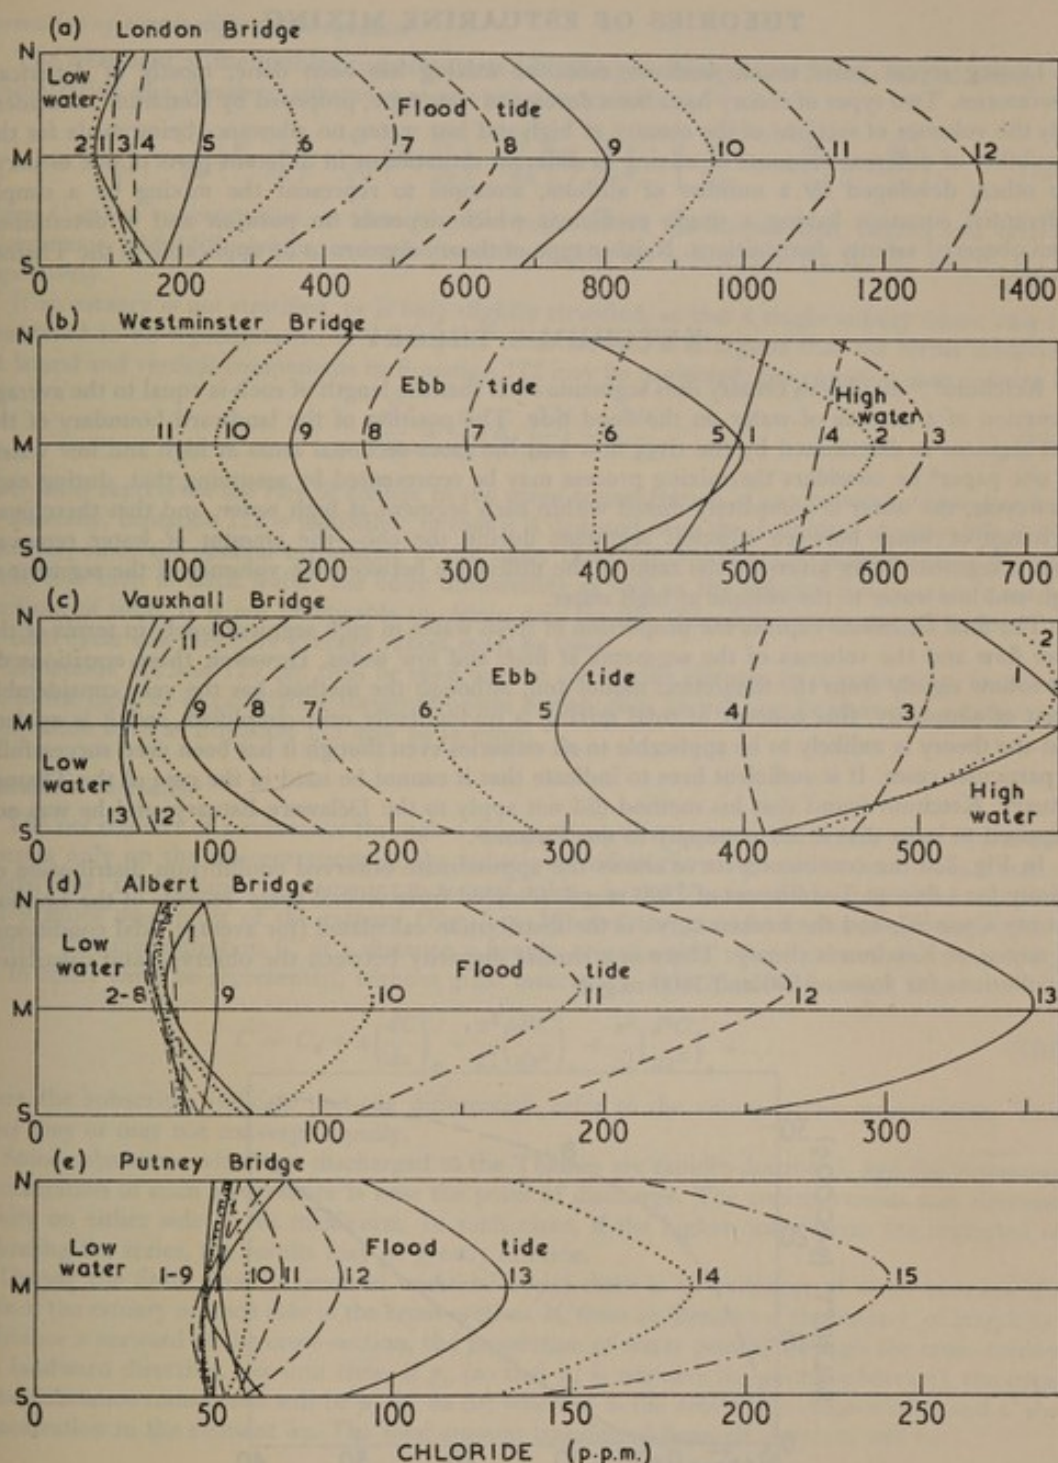 THEORIES OF ESTUARINE MIXING
(a) London Bridge
N
Low water
Flood tide
M
2 1 3 4 5 6 7 8 9 10 11 12
S
0 200 400 600 800 1000 1200 1400
(b) Westminster Bridge
N
Ebb tide
High water
M
11 10 9 8 7 6 5 1 4 2 3
S
0 100 200 300 400 500 600 700
(c) Vauxhall Bridge
N
11 10 2
Ebb tide
1
M
9 8 7 6 5 4 3
Low water
High water
13 12
S
0 100 200 300 400 500
(d) Albert Bridge
N
1
Low water
Flood tide
2-8 9 10 11 12 13
M
S
0 100 200 300
(e) Putney Bridge
N
Low water
Flood tide
1-9 10 11 12 13 14 15
M
S
0 50 100 150 200 250
CHLORIDE (p.p.m.)